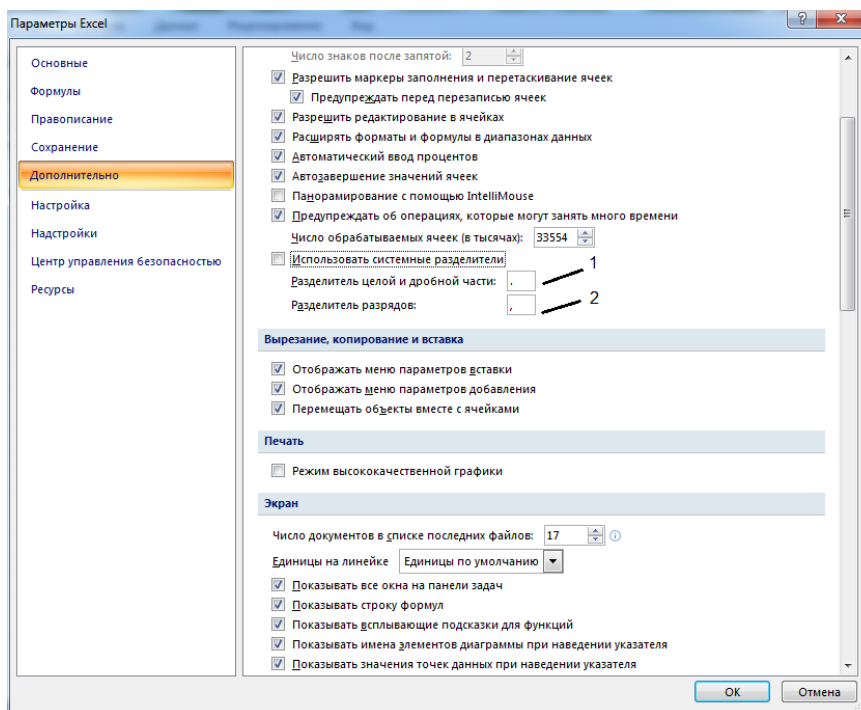 Параметры Excel
Данные Рецензирование Вид
Основные
Формулы
Правописание
Сохранение
Дополнительно
Настройка
Надстройки
Центр управления безопасностью
Ресурсы
Число знаков после запятой: 2
Разрешить маркеры заполнения и перетаскивание ячеек
Предупреждать перед перезаписью ячеек
Разрешить редактирование в ячейках
Расширять форматы и формулы в диапазонах данных
Автоматический ввод процентов
Автозавершение значений ячеек
Панорамирование с помощью IntelliMouse
Предупреждать об операциях, которые могут занять много времени
Число обрабатываемых ячеек (в тысячах): 33554
Использовать системные разделители
Разделитель целой и дробной части: . 1
Разделитель разрядов: , 2
Вырезание, копирование и вставка
Отображать меню параметров вставки
Отображать меню параметров добавления
Перемещать объекты вместе с ячейками
Печать
Режим высококачественной графики
Экран
Число документов в списке последних файлов: 17
Единицы на линейке Единицы по умолчанию
Показывать все окна на панели задач
Показывать строку формул
Показывать всплывающие подсказки для функций
Показывать имена элементов диаграммы при наведении указателя
Показывать значения точек данных при наведении указателя
ОК Отмена